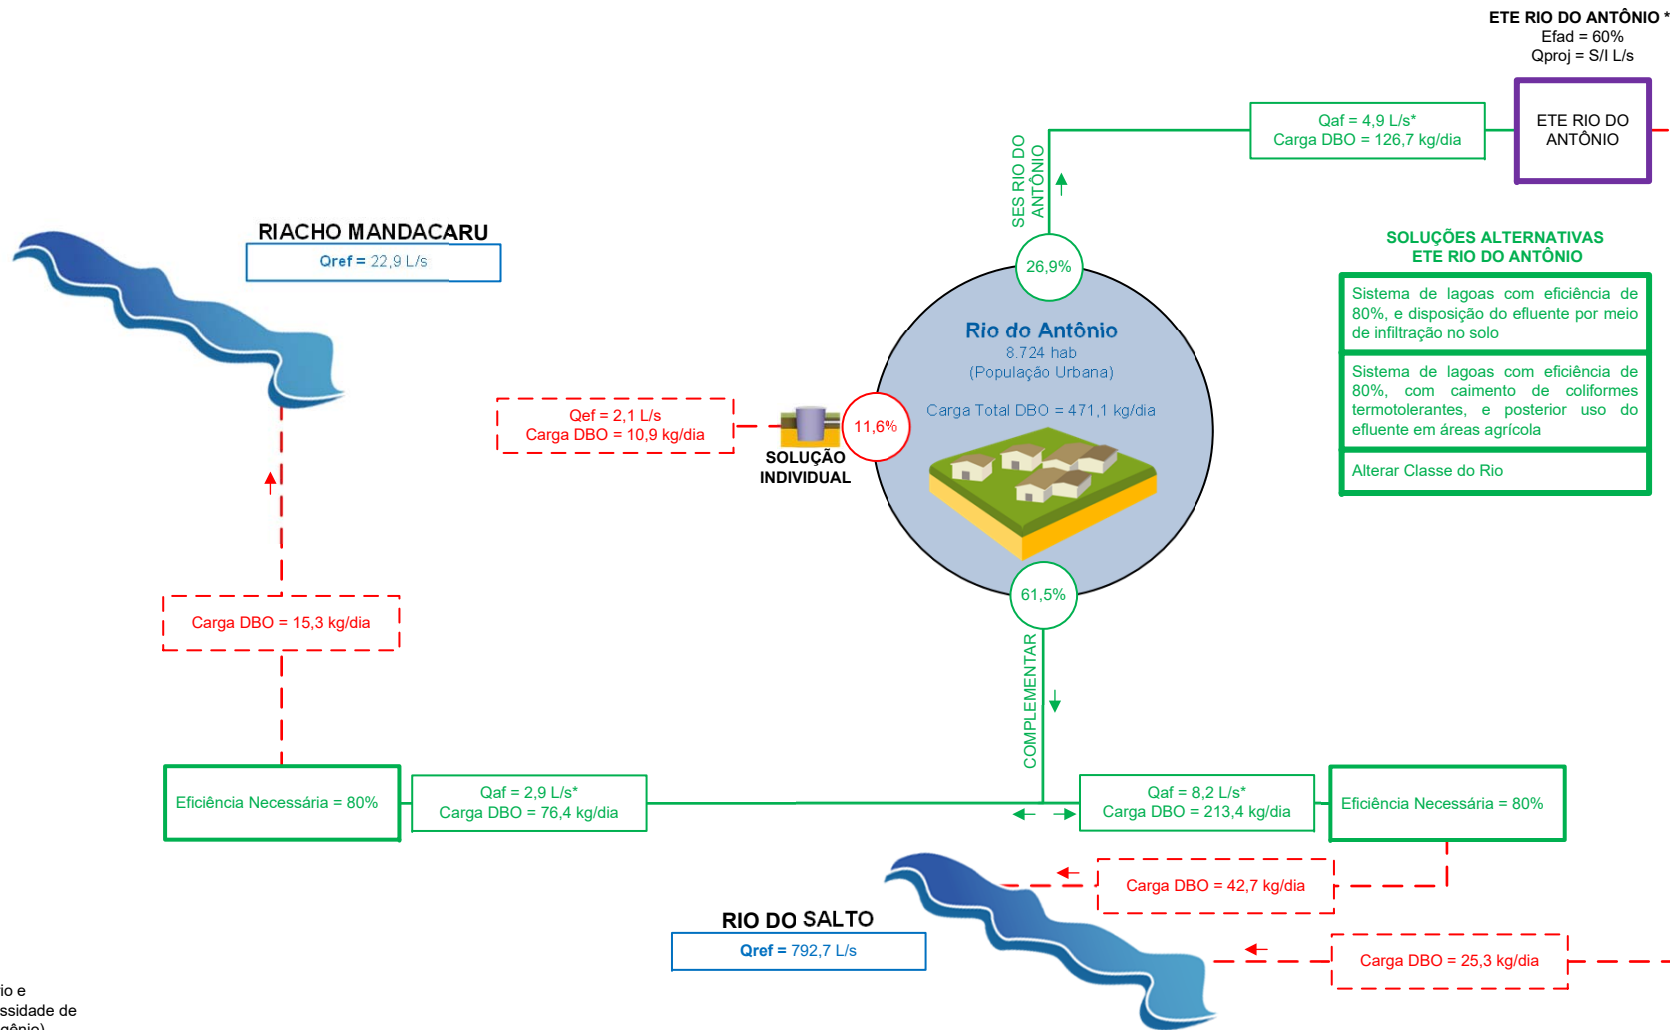 ETE RIO DO ANTÔNIO *
Efad = 60%
Qproj = S/I L/s
Qaf = 4,9 L/s*
Carga DBO = 126,7 kg/dia
ETE RIO DO
ANTÔNIO
SES RIO DO
ANTÔNIO
RIACHO MANDACARU
Qref = 22,9 L/s
26,9%
SOLUÇÕES ALTERNATIVAS
ETE RIO DO ANTÔNIO
Sistema de lagoas com eficiência de
80%, e disposição do efluente por meio
de infiltração no solo
Sistema de lagoas com eficiência de
80%, com caimento de coliformes
termotolerantes, e posterior uso do
efluente em áreas agrícola
Alterar Classe do Rio
Rio do Antônio
8.724 hab
(População Urbana)
Carga Total DBO = 471,1 kg/dia
Qef = 2,1 L/s
Carga DBO = 10,9 kg/dia
11,6%
SOLUÇÃO
INDIVIDUAL
61,5%
Carga DBO = 15,3 kg/dia
COMPLEMENTAR
Eficiência Necessária = 80%
Qaf = 2,9 L/s*
Carga DBO = 76,4 kg/dia
Qaf = 8,2 L/s*
Carga DBO = 213,4 kg/dia
Eficiência Necessária = 80%
Carga DBO = 42,7 kg/dia
RIO DO SALTO
Qref = 792,7 L/s
Carga DBO = 25,3 kg/dia
io e
ssidade de
gênio)